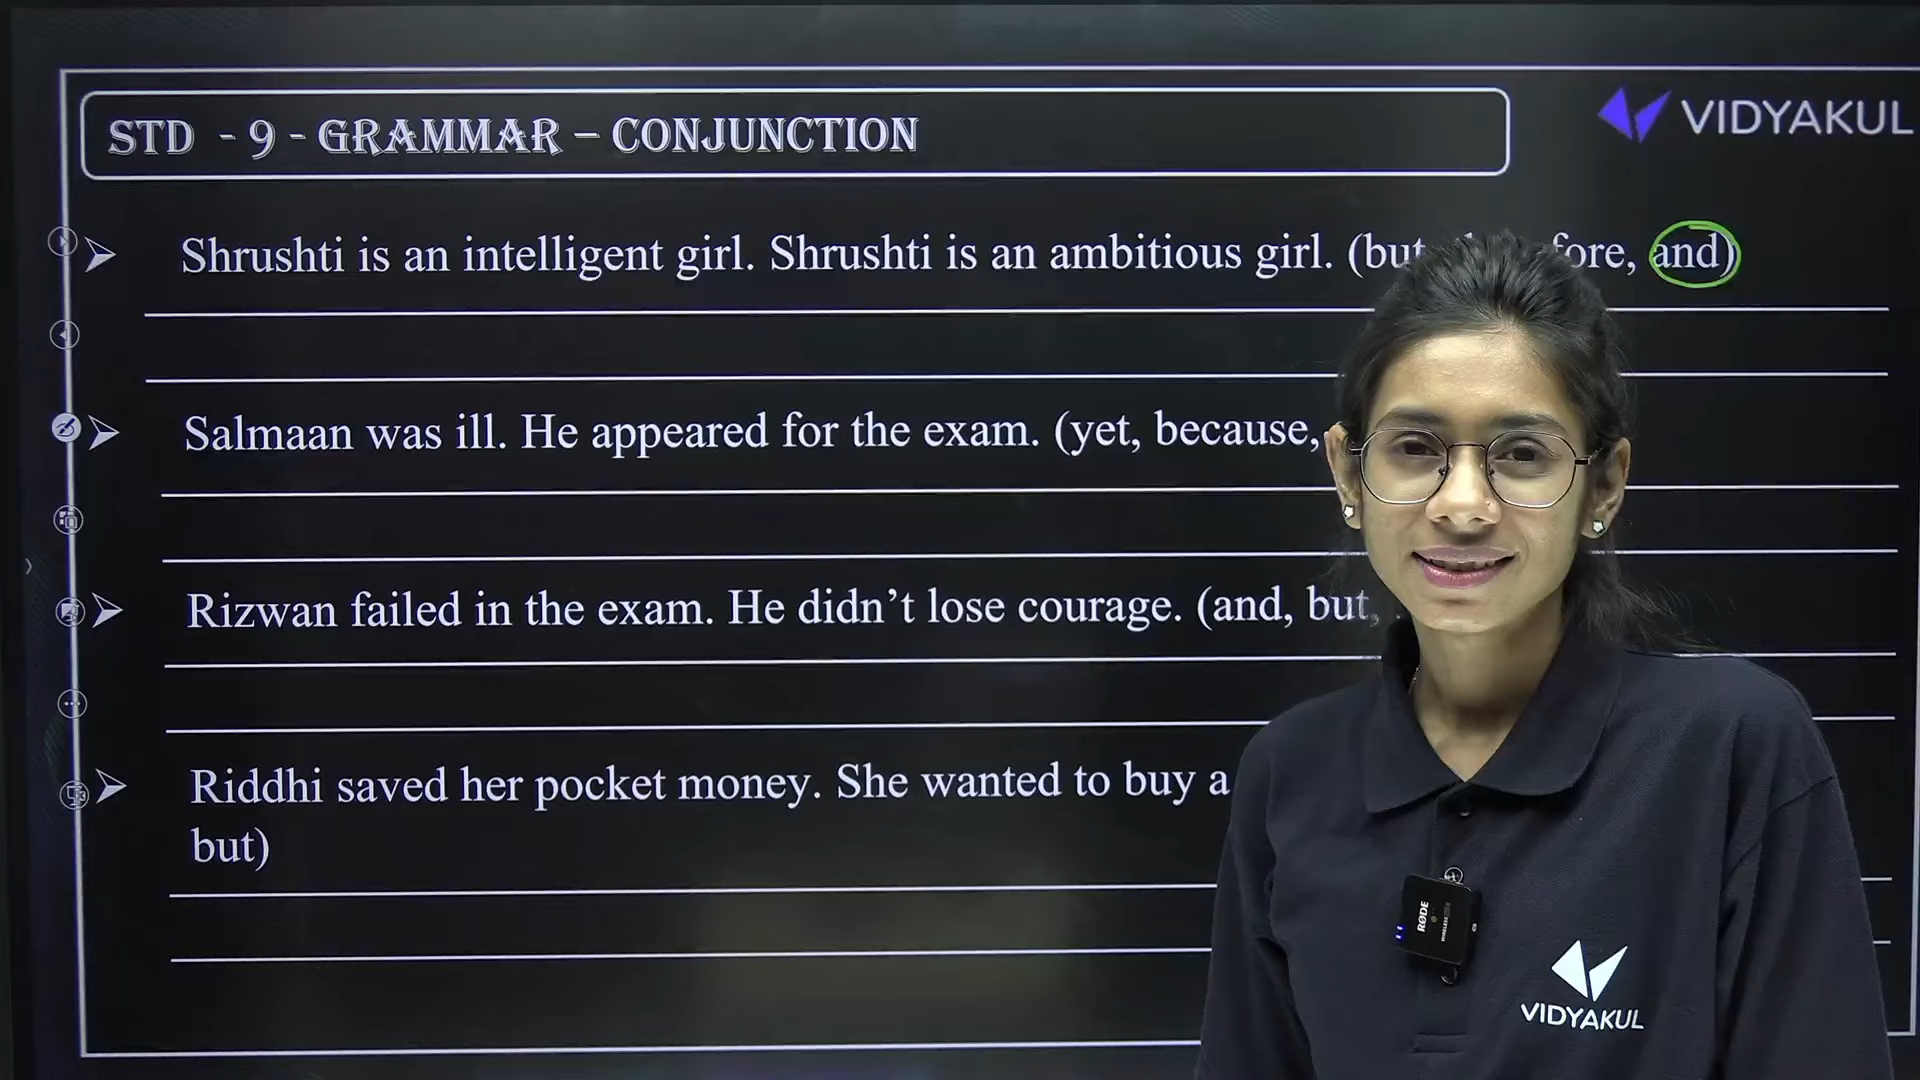 STD - 9 - GRAMMAR – CONJUNCTION
VIDYAKUL
Shrushti is an intelligent girl. Shrushti is an ambitious girl. (but, and)
Salmaan was ill. He appeared for the exam. (yet, because,
Rizwan failed in the exam. He didn’t lose courage. (and, but,
Riddhi saved her pocket money. She wanted to buy a
but)
RØDE
VIDYAKUL